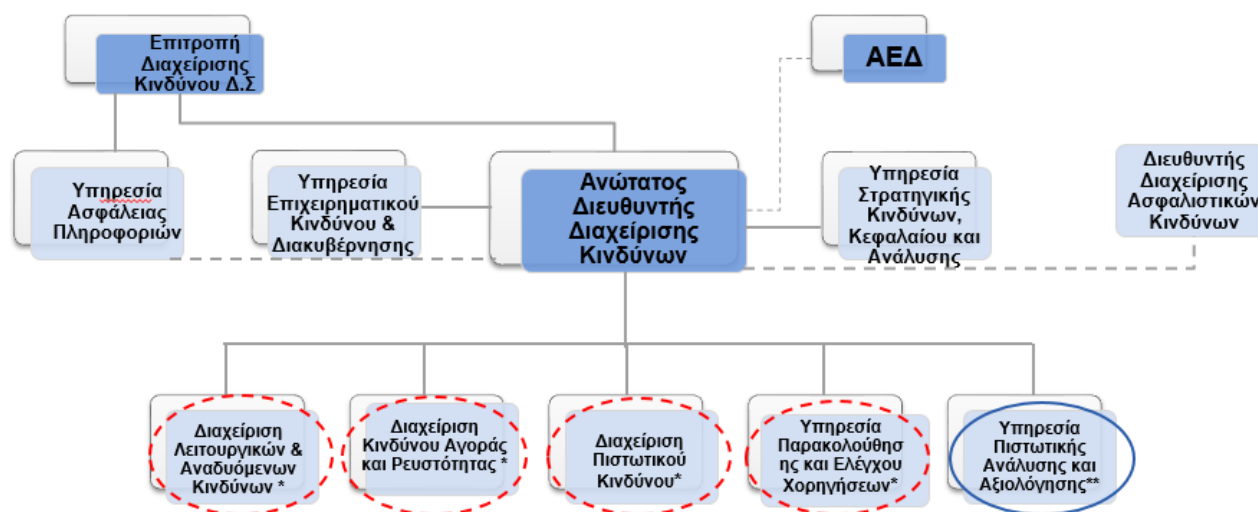 Επιτροπή
Διαχείρισης
Κινδύνου Δ.Σ
ΑΕΔ
Υπηρεσία
Ασφάλειας
Πληροφοριών
Υπηρεσία
Επιχειρηματικού
Κινδύνου &
Διακυβέρνησης
Ανώτατος
Διευθυντής
Διαχείρισης
Κινδύνων
Υπηρεσία
Στρατηγικής
Κινδύνων,
Κεφαλαίου και
Ανάλυσης
Διευθυντής
Διαχείρισης
Ασφαλιστικών
Κινδύνων
Διαχείριση
Λειτουργικών &
Αναδυόμενων
Κινδύνων *
Διαχείριση
Κινδύνου Αγοράς
και Ρευστότητας *
Διαχείριση
Πιστωτικού
Κινδύνου*
Υπηρεσία
Παρακολούθησ
ης και Ελέγχου
Χορηγήσεων*
Υπηρεσία
Πιστωτικής
Ανάλυσης και
Αξιολόγησης**